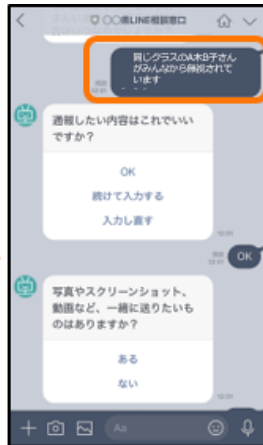 ○○県LINE相談窓口
同じクラスのA木B子さん
がみんなから無視されて
います
通報したい内容はこれでいい
ですか？
OK
続けて入力する
入力し直す
OK
写真やスクリーンショット、
動画など、一緒に送りたいも
のはありますか？
ある
ない
Aa